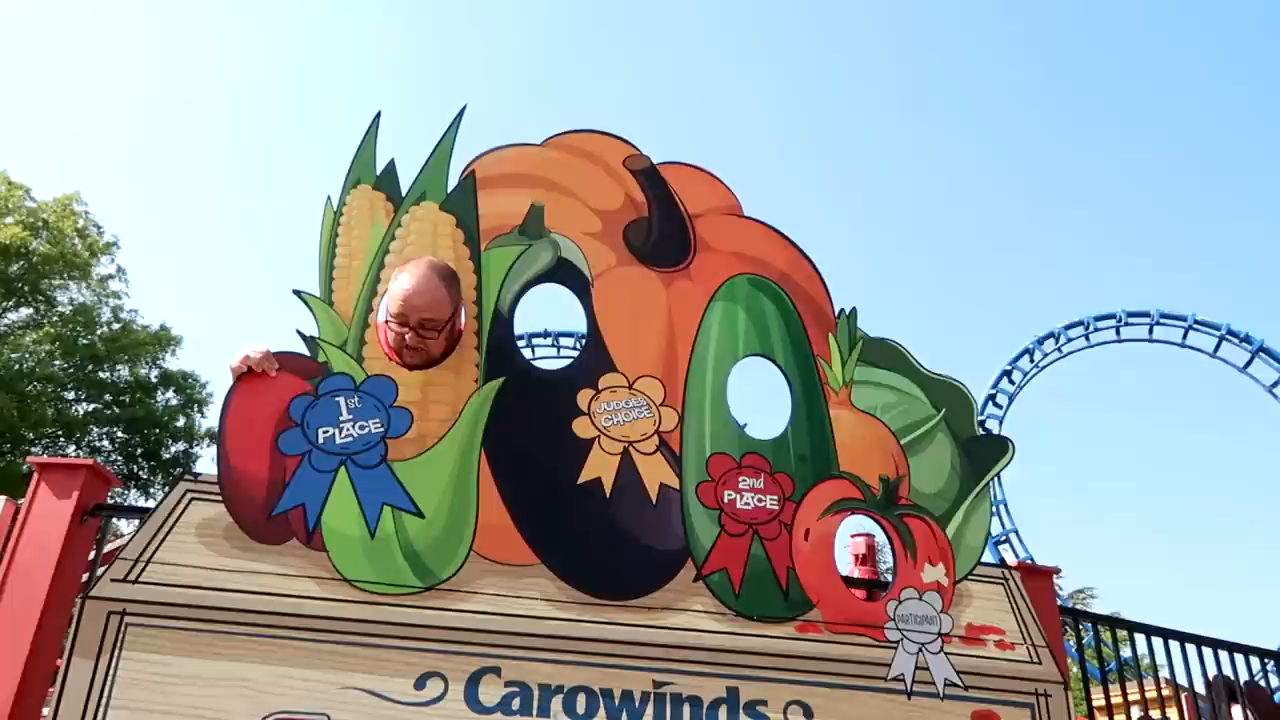 1st
PLACE
JUDGES
CHOICE
2nd
PLACE
PARTICIPANT
Carowinds